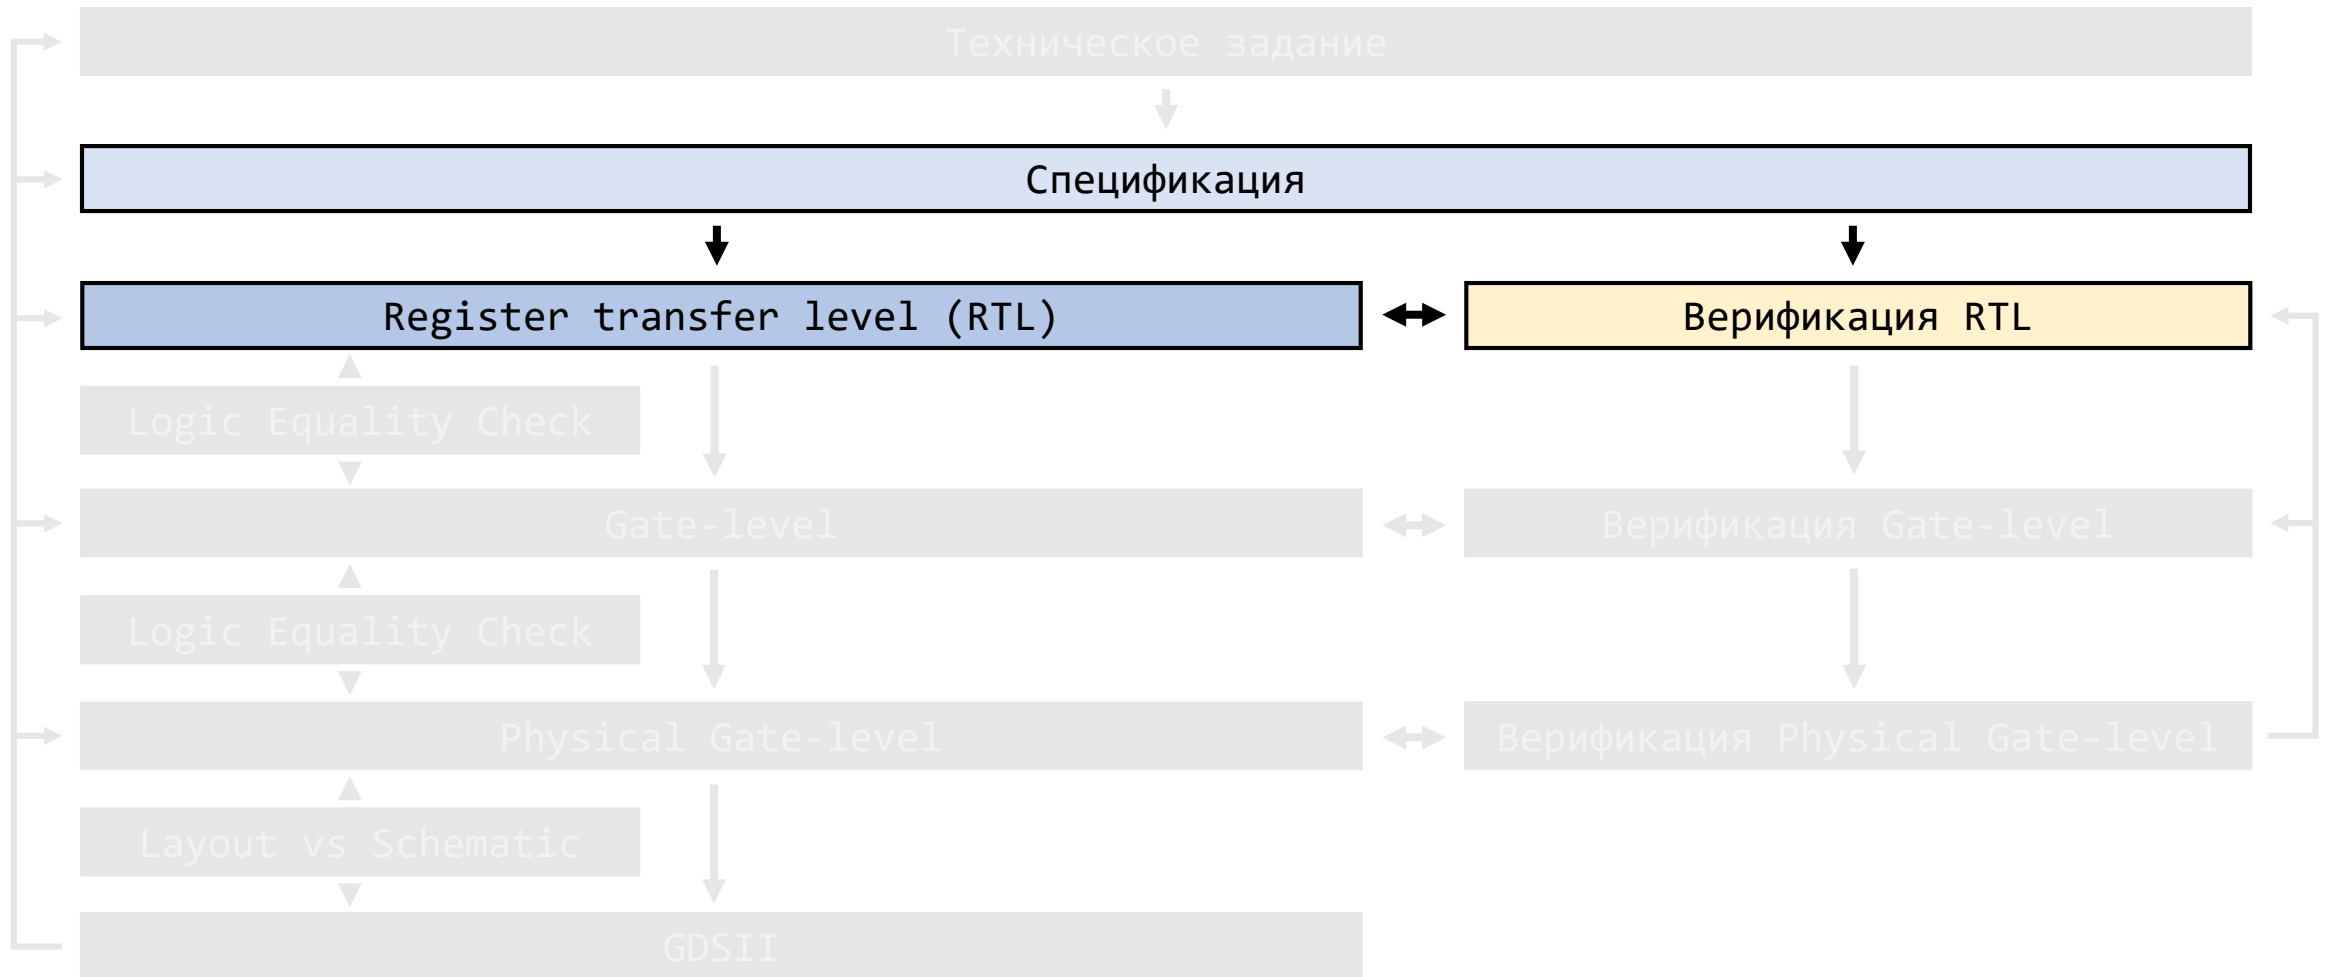 Техническое задание
Спецификация
Register transfer level (RTL)
Верификация RTL
Logic Equality Check
Gate-level
Верификация Gate-level
Logic Equality Check
Physical Gate-level
Верификация Physical Gate-level
Layout vs Schematic
GDSII